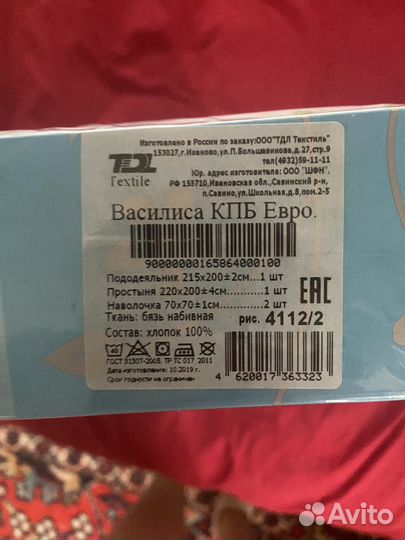 Изготовлено в России по заказу:ООО"ТДЛ Текстиль"
153027,г.Иваново,ул.П.Большевикова,д.27,стр.9
тел(4932)59-11-11
Юр. адрес изготовителя: ООО "ШФН",
РФ 155710,Ивановская обл.,Савинский р-н,
п.Савино,ул.Школьная,д.8,пом.2-5
TDL
Textile
Василиса КПБ Евро.
90000000165864000100
Пододеяльник 215х200±2см....1 шт
Простыня 220х200±4см...........1 шт
Наволочка 70х70±1см..............2 шт
Ткань: бязь набивная
Состав: хлопок 100%
EAC
рис. 4112/2
40
ГОСТ 31307-2005, ТР ТС 017 2011
Дата изготовления: 10.2019 г.
Срок годности не ограничен
4 620017 363323
Avito